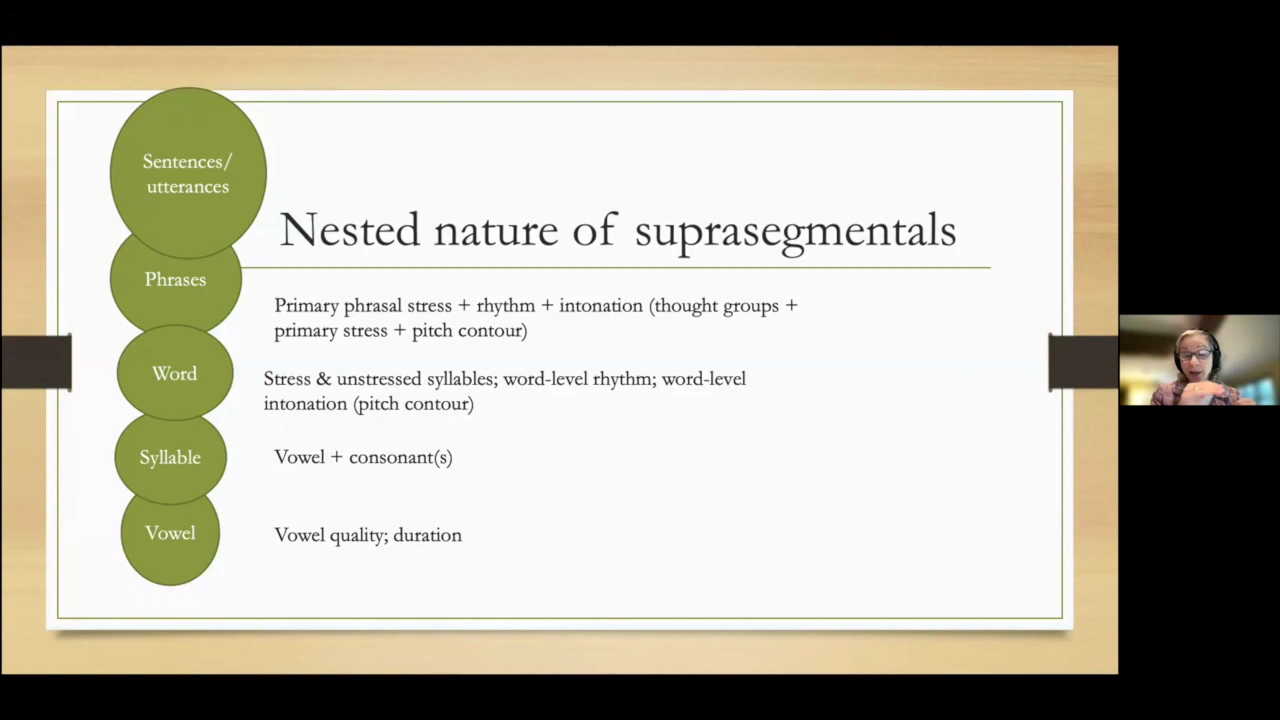 Sentences/
utterances
Nested nature of suprasegmentals
Phrases
Primary phrasal stress + rhythm + intonation (thought groups +
primary stress + pitch contour)
Word
Stress & unstressed syllables; word-level rhythm; word-level
intonation (pitch contour)
Syllable
Vowel + consonant(s)
Vowel
Vowel quality; duration